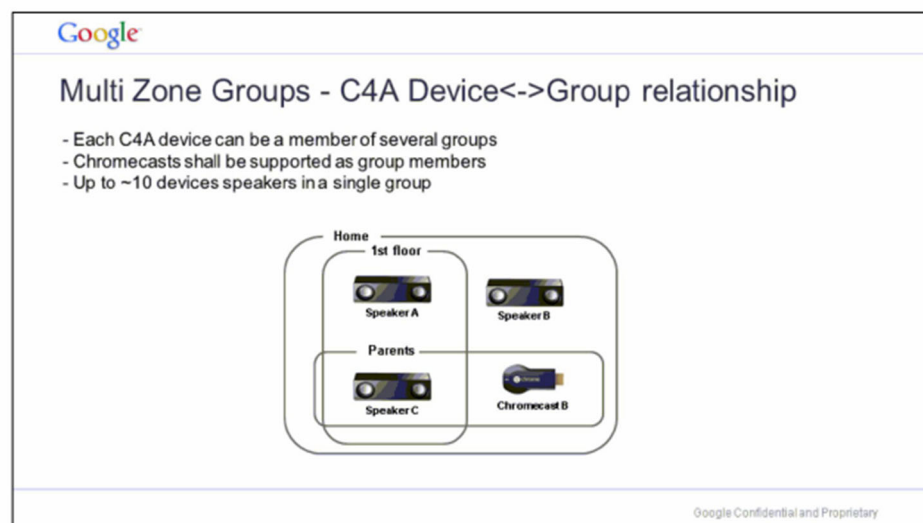 Google
Multi Zone Groups - C4A Device<->Group relationship
- Each C4A device can be a member of several groups
- Chromecasts shall be supported as group members
- Up to ~10 devices speakers in a single group
Home
1st floor
Speaker A
Speaker B
Parents
Speaker C
Chromecast B
Google Confidential and Proprietary